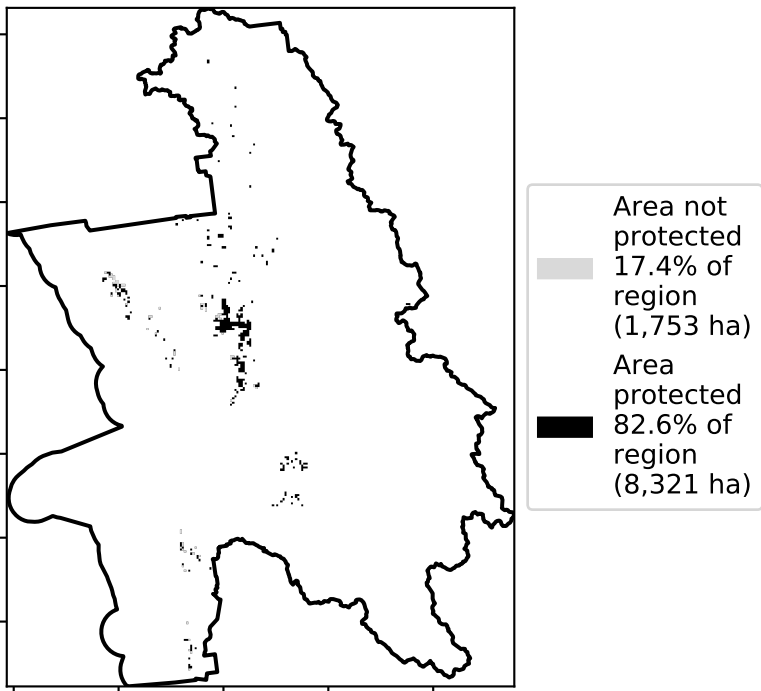 Area not
protected
17.4% of
region
(1,753 ha)
Area
protected
82.6% of
region
(8,321 ha)